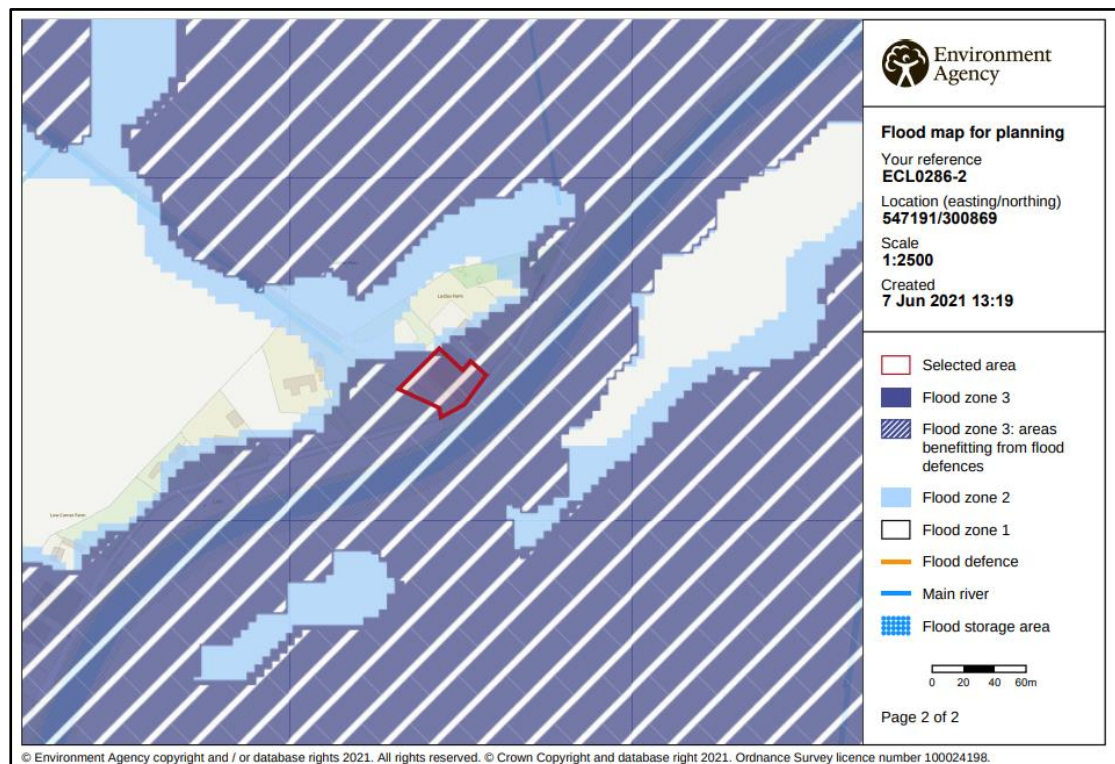 Environment
Agency
Flood map for planning
Your reference
ECL0286-2
Location (easting/northing)
547191/300869
Scale
1:2500
Created
7 Jun 2021 13:19
Selected area
Flood zone 3
Flood zone 3: areas
benefitting from flood
defences
Flood zone 2
Flood zone 1
Flood defence
Main river
Flood storage area
0 20 40 60m
Page 2 of 2
© Environment Agency copyright and / or database rights 2021. All rights reserved. © Crown Copyright and database right 2021. Ordnance Survey licence number 100024198.